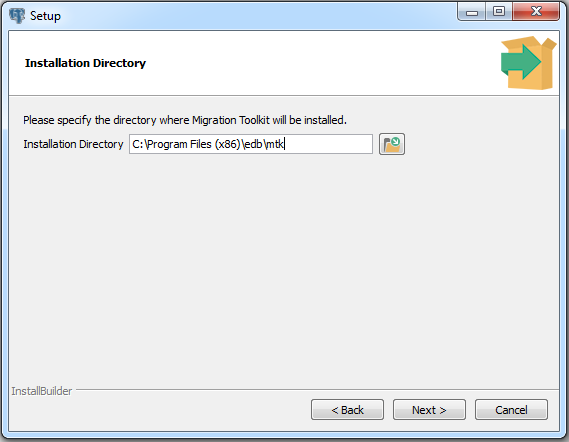 Setup
Installation Directory
Please specify the directory where Migration Toolkit will be installed.
Installation Directory C:\Program Files (x86)\edb\mtk
InstallBuilder
< Back Next > Cancel